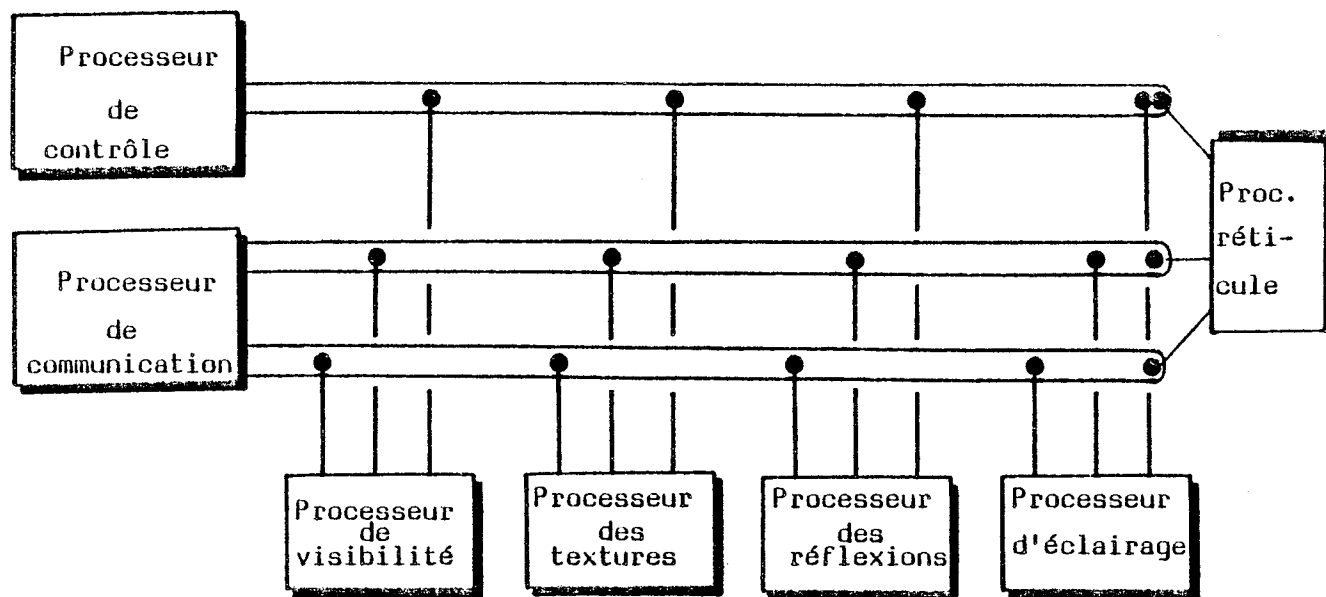 Processeur
de
contrôle
Processeur
de
communication
Proc.
réti-
cule
Processeur
de
visibilité
Processeur
des
textures
Processeur
des
réflexions
Processeur
d'éclairage